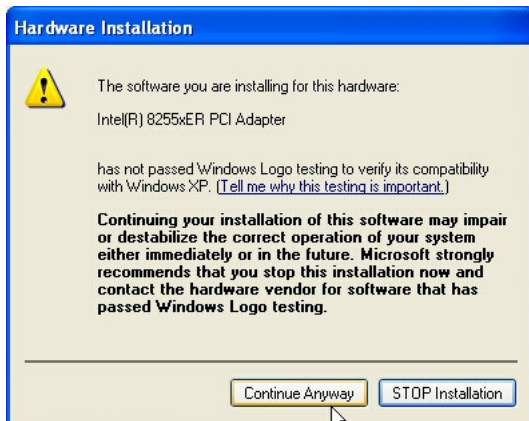 Hardware Installation
The software you are installing for this hardware:
Intel(R) 8255xER PCI Adapter
has not passed Windows Logo testing to verify its compatibility
with Windows XP. (Tell me why this testing is important.)
Continuing your installation of this software may impair
or destabilize the correct operation of your system
either immediately or in the future. Microsoft strongly
recommends that you stop this installation now and
contact the hardware vendor for software that has
passed Windows Logo testing.
Continue Anyway
STOP Installation